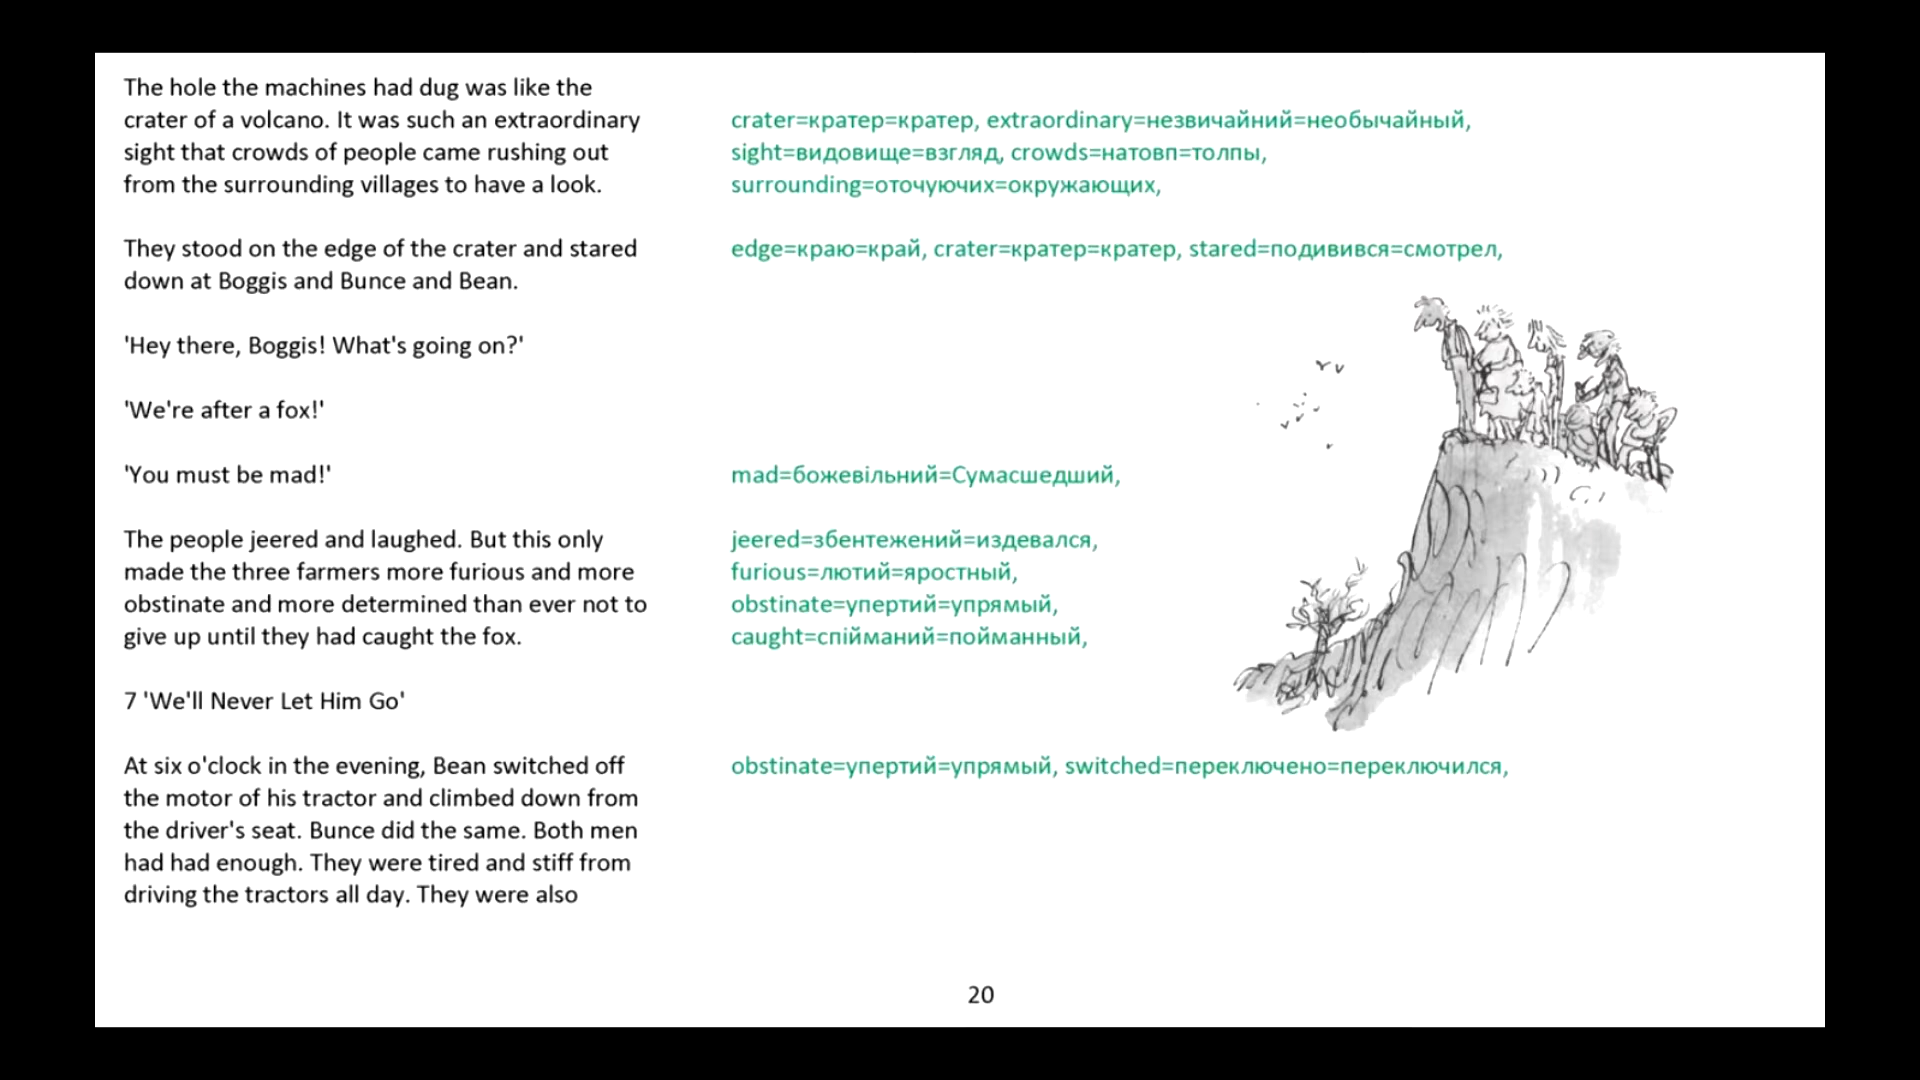 The hole the machines had dug was like the
crater of a volcano. It was such an extraordinary
sight that crowds of people came rushing out
from the surrounding villages to have a look.
crater=кратер=кратер, extraordinary=незвичайний=необычайный,
sight=видовище=взгляд, crowds=натовп=толпы,
surrounding=оточуючих=окружающих,
They stood on the edge of the crater and stared
down at Boggis and Bunce and Bean.
edge=краю=край, crater=кратер=кратер, stared=подивився=смотрел,
'Hey there, Boggis! What's going on?'
'We're after a fox!'
'You must be mad!'
mad=божевільний=Сумасшедший,
The people jeered and laughed. But this only
made the three farmers more furious and more
obstinate and more determined than ever not to
give up until they had caught the fox.
jeered=збентежений=издевался,
furious=лютий=яростный,
obstinate=упертий=упрямый,
caught=спійманий=пойманный,
7 'We'll Never Let Him Go'
At six o'clock in the evening, Bean switched off
the motor of his tractor and climbed down from
the driver's seat. Bunce did the same. Both men
had had enough. They were tired and stiff from
driving the tractors all day. They were also
obstinate=упертий=упрямый, switched=переключено=переключился,
20